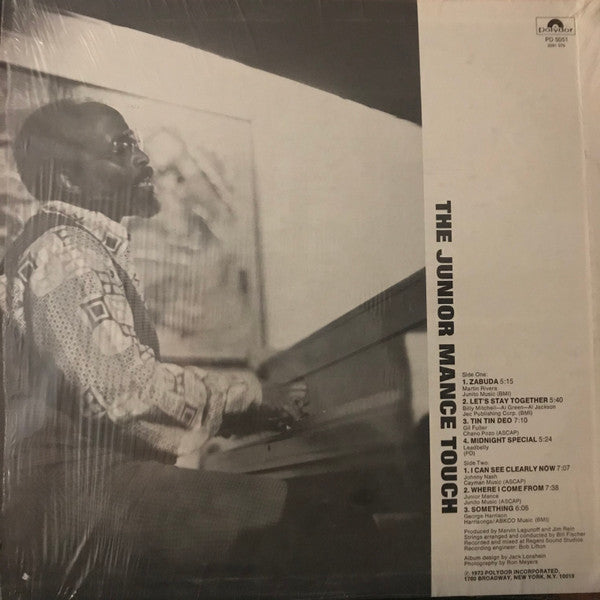 Polydor
PD 5051
2391 075
THE JUNIOR MANCE TOUCH
Side One:
1. ZABUDA 5:15
Martin Rivera
Junito Music (BMI)
2. LET'S STAY TOGETHER 5:40
Billy Mitchell—Al Green—Al Jackson
Jec Publishing Corp. (BMI)
3. TIN TIN DEO 7:10
Gil Fuller
Chano Pozo (ASCAP)
4. MIDNIGHT SPECIAL 5:24
Leadbelly
(PD)
Side Two:
1. I CAN SEE CLEARLY NOW 7:07
Johnny Nash
Cayman Music (ASCAP)
2. WHERE I COME FROM 7:38
Junior Mance
Junito Music (ASCAP)
3. SOMETHING 6:05
George Harrison
Harrisongs/ABKCO Music (BMI)
Produced by Marvin Lagunoff and Jim Rein
Strings arranged and conducted by Bill Fischer
Recorded and mixed at Regent Sound Studios
Recording engineer: Bob Lifton
Album design by Jack Lonshein
Photography by Ron Meyers
℗ 1973 POLYDOR INCORPORATED,
1700 BROADWAY, NEW YORK, N.Y. 10019